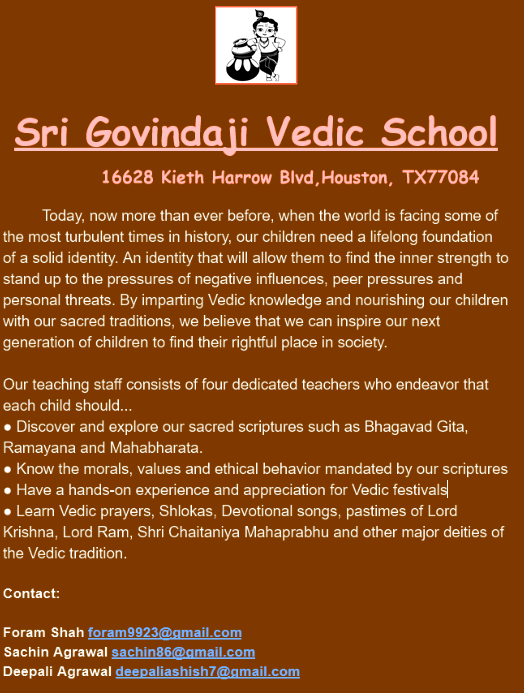 Sri Govindaji Vedic School
16628 Kieth Harrow Blvd,Houston, TX77084
Today, now more than ever before, when the world is facing some of
the most turbulent times in history, our children need a lifelong foundation
of a solid identity. An identity that will allow them to find the inner strength to
stand up to the pressures of negative influences, peer pressures and
personal threats. By imparting Vedic knowledge and nourishing our children
with our sacred traditions, we believe that we can inspire our next
generation of children to find their rightful place in society.
Our teaching staff consists of four dedicated teachers who endeavor that
each child should...
● Discover and explore our sacred scriptures such as Bhagavad Gita,
Ramayana and Mahabharata.
● Know the morals, values and ethical behavior mandated by our scriptures
● Have a hands-on experience and appreciation for Vedic festivals
● Learn Vedic prayers, Shlokas, Devotional songs, pastimes of Lord
Krishna, Lord Ram, Shri Chaitaniya Mahaprabhu and other major deities of
the Vedic tradition.
Contact:
Foram Shah foram9923@gmail.com
Sachin Agrawal sachin86@gmail.com
Deepali Agrawal deepaliashish7@gmail.com